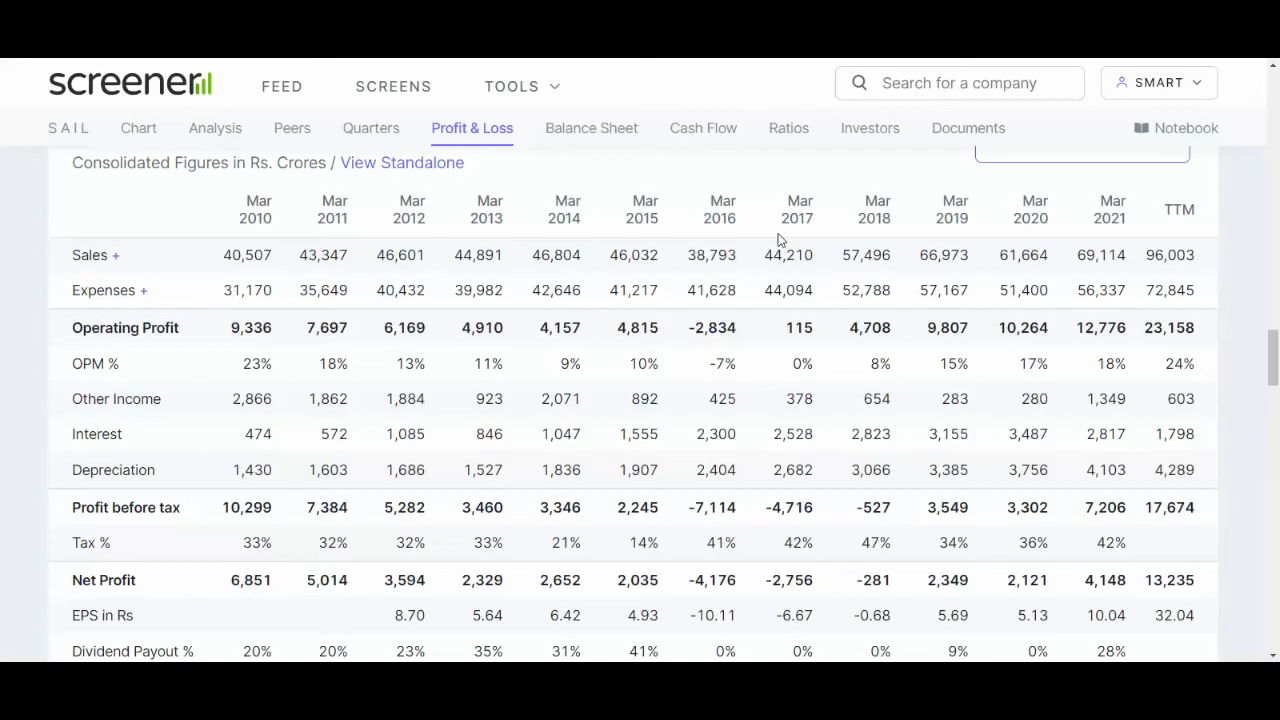 screener FEED SCREENS TOOLS Search for a company SMART
S A I L Chart Analysis Peers Quarters Profit & Loss Balance Sheet Cash Flow Ratios Investors Documents Notebook
Consolidated Figures in Rs. Crores / View Standalone
Mar Mar Mar Mar Mar Mar Mar Mar Mar Mar Mar Mar
2010 2011 2012 2013 2014 2015 2016 2017 2018 2019 2020 2021 TTM
Sales + 40,507 43,347 46,601 44,891 46,804 46,032 38,793 44,210 57,496 66,973 61,664 69,114 96,003
Expenses + 31,170 35,649 40,432 39,982 42,646 41,217 41,628 44,094 52,788 57,167 51,400 56,337 72,845
Operating Profit 9,336 7,697 6,169 4,910 4,157 4,815 -2,834 115 4,708 9,807 10,264 12,776 23,158
OPM % 23% 18% 13% 11% 9% 10% -7% 0% 8% 15% 17% 18% 24%
Other Income 2,866 1,862 1,884 923 2,071 892 425 378 654 283 280 1,349 603
Interest 474 572 1,085 846 1,047 1,555 2,300 2,528 2,823 3,155 3,487 2,817 1,798
Depreciation 1,430 1,603 1,686 1,527 1,836 1,907 2,404 2,682 3,066 3,385 3,756 4,103 4,289
Profit before tax 10,299 7,384 5,282 3,460 3,346 2,245 -7,114 -4,716 -527 3,549 3,302 7,206 17,674
Tax % 33% 32% 32% 33% 21% 14% 41% 42% 47% 34% 36% 42%
Net Profit 6,851 5,014 3,594 2,329 2,652 2,035 -4,176 -2,756 -281 2,349 2,121 4,148 13,235
EPS in Rs 8.70 5.64 6.42 4.93 -10.11 -6.67 -0.68 5.69 5.13 10.04 32.04
Dividend Payout % 20% 20% 23% 35% 31% 41% 0% 0% 0% 9% 0% 28%